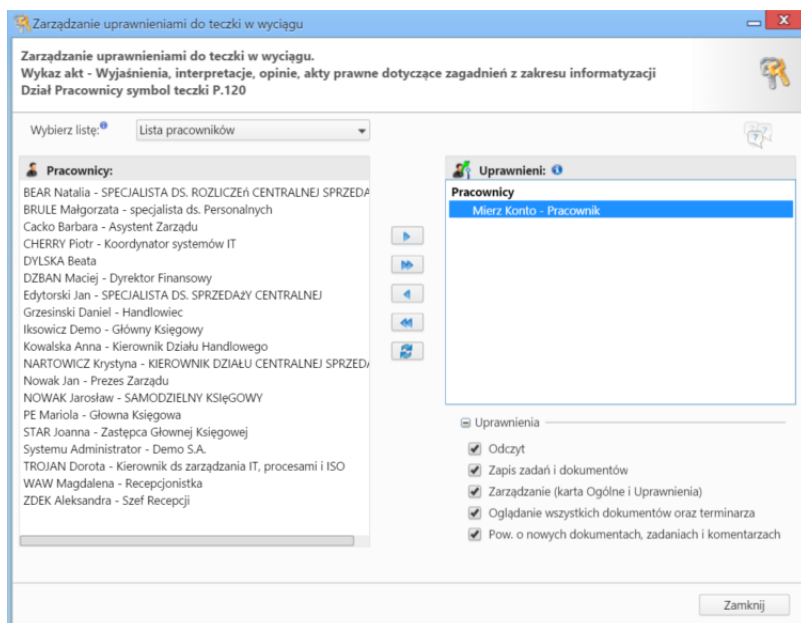 Zarządzanie uprawnieniami do teczki w wyciągu
Zarządzanie uprawnieniami do teczki w wyciągu.
Wykaz akt - Wyjaśnienia, interpretacje, opinie, akty prawne dotyczące zagadnień z zakresu informatyzacji
Dział Pracownicy symbol teczki P.120
Wybierz listę:
Lista pracowników
Pracownicy:
BEAR Natalia - SPECJALISTA DS. ROZLICZEń CENTRALNEJ SPRZEDA
BRULE Małgorzata - specjalista ds. Personalnych
Cacko Barbara - Asystent Zarządu
CHERRY Piotr - Koordynator systemów IT
DYLSKA Beata
DZBAN Maciej - Dyrektor Finansowy
Edytorski Jan - SPECJALISTA DS. SPRZEDAżY CENTRALNEJ
Grzesinski Daniel - Handlowiec
Iksowicz Demo - Główny Księgowy
Kowalska Anna - Kierownik Działu Handlowego
NARTOWICZ Krystyna - KIEROWNIK DZIAŁU CENTRALNEJ SPRZED
Nowak Jan - Prezes Zarządu
NOWAK Jarosław - SAMODZIELNY KSIęGOWY
PE Mariola - Głowna Księgowa
STAR Joanna - Zastępca Głownej Księgowej
Systemu Administrator - Demo S.A.
TROJAN Dorota - Kierownik ds zarządzania IT, procesami i ISO
WAW Magdalena - Recepcjonistka
ZDEK Aleksandra - Szef Recepcji
Uprawnieni:
Pracownicy
Mierz Konto - Pracownik
Uprawnienia
Odczyt
Zapis zadań i dokumentów
Zarządzanie (karta Ogólne i Uprawnienia)
Oglądanie wszystkich dokumentów oraz terminarza
Pow. o nowych dokumentach, zadaniach i komentarzach
Zamknij